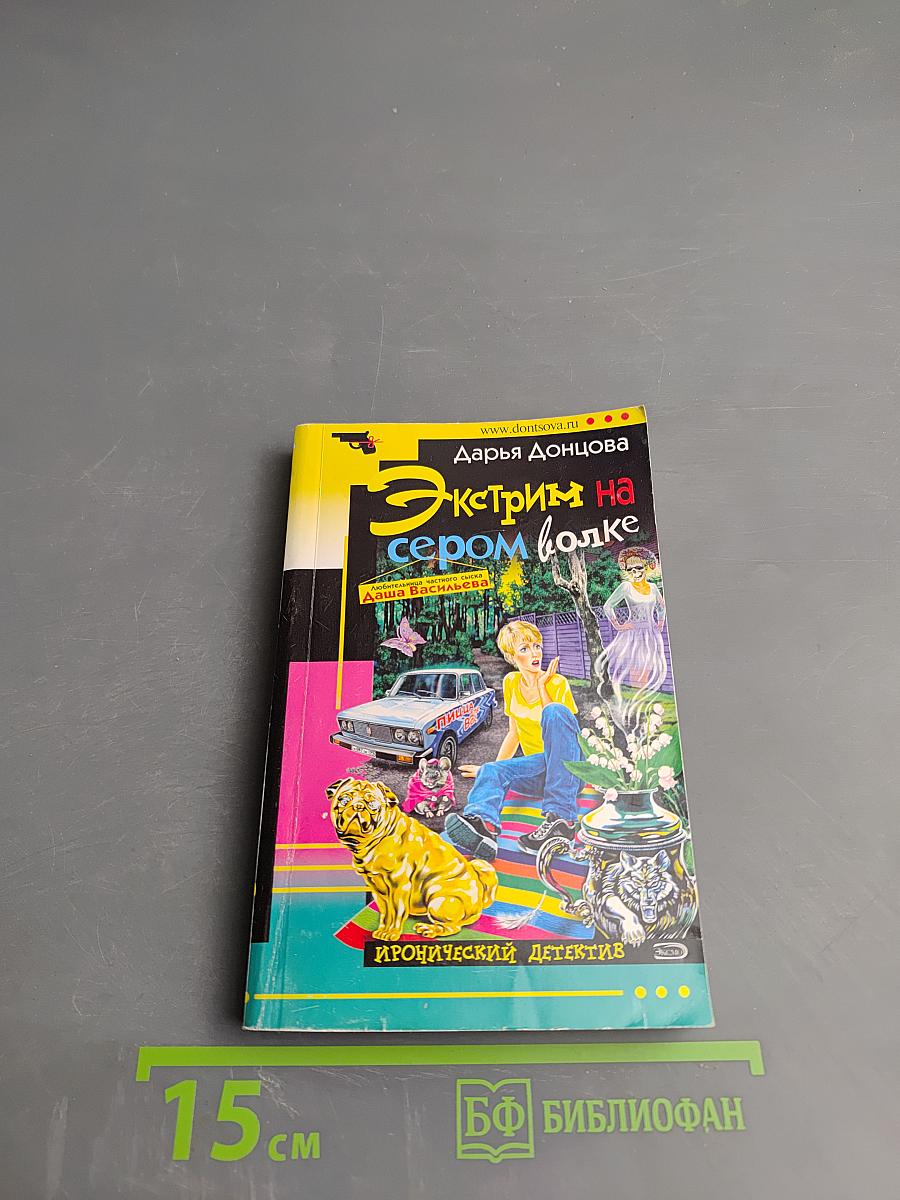 www.dontsova.ru
Дарья Донцова
Экстрим на
сером волке
Любительница частного сыска
Даша Васильева
ПИЦЦА
ИРОНИЧЕСКИЙ ДЕТЕКТИВ
ЭКСМО
15 см
БФ БИБЛИОФАН